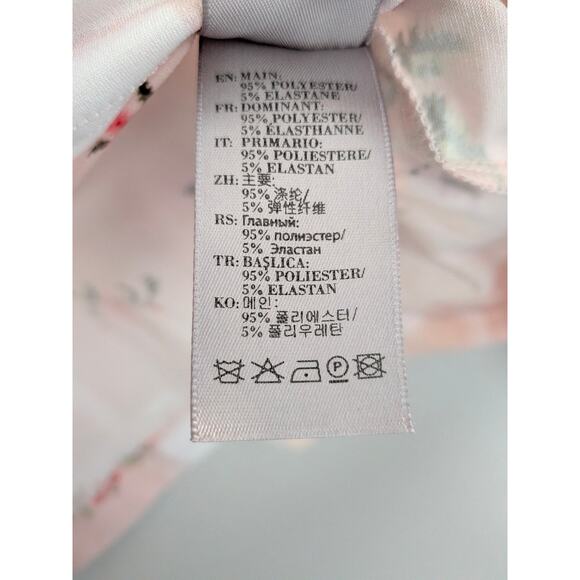 EN: MAIN:
95% POLYESTER/
5% ELASTANE
FR: DOMINANT:
95% POLYESTER/
5% ÉLASTHANNE
IT: PRIMARIO:
95% POLIESTERE/
5% ELASTAN
ZH: 主要:
95% 涤纶/
5% 弹性纤维
RS: Главный:
95% полиэстер/
5% Эластан
TR: BAŞLICA:
95% POLIESTER/
5% ELASTAN
KO: 메인:
95% 폴리에스터/
5% 폴리우레탄
P